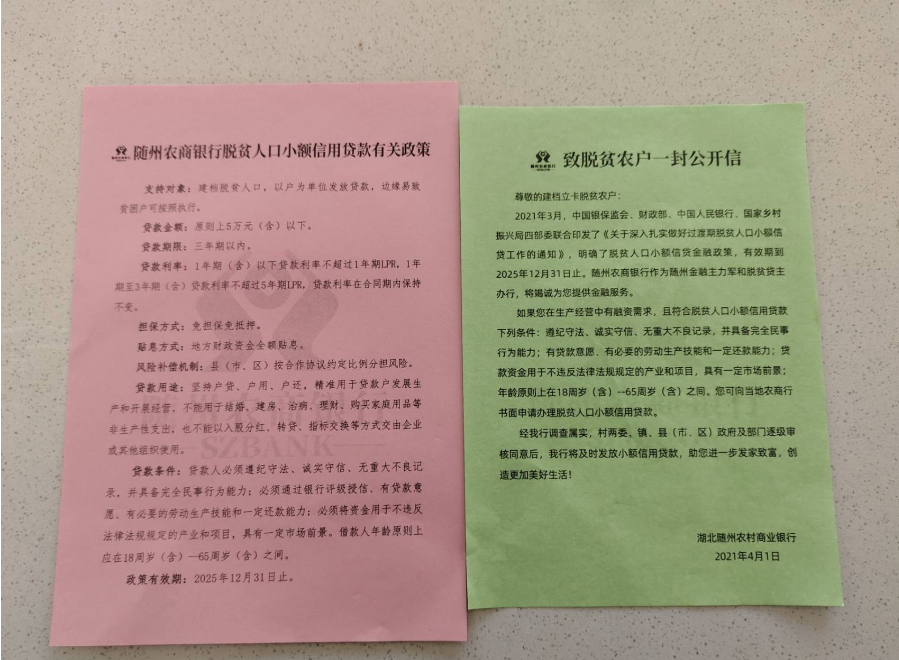 随州农商银行脱贫人口小额信用贷款有关政策
支持对象：建档脱贫人口，以户为单位发放贷款，边缘易致
贫困户可按照执行。
贷款金额：原则上5万元（含）以下。
贷款期限：三年期以内。
贷款利率：1年期（含）以下贷款利率不超过1年期LPR，1年
期至3年期（含）贷款利率不超过5年期LPR，贷款利率在合同期内保持
不变。
担保方式：免担保免抵押。
贴息方式：地方财政资金全额贴息。
风险补偿机制：县（市、区）按合作协议约定比例分担风险。
贷款用途：坚持户贷、户用、户还，精准用于贷款户发展生
产和开展经营，不能用于结婚、建房、治病、理财、购买家庭用品等
非生产性支出，也不能以入股分红、转贷、指标交换等方式交由企业
或其他组织使用。
SZBANK
贷款条件：贷款人必须遵纪守法、诚实守信、无重大不良记
录，并具备完全民事行为能力；必须通过银行评级授信、有贷款意
愿、有必要的劳动生产技能和一定还款能力；必须将资金用于不违反
法律法规规定的产业和项目，具有一定市场前景。借款人年龄原则上
应在18周岁（含）—65周岁（含）之间。
政策有效期：2025年12月31日止。
致脱贫农户一封公开信
尊敬的建档立卡脱贫农户：
2021年3月，中国银保监会、财政部、中国人民银行、国家乡村
振兴局四部委联合印发了《关于深入扎实做好过渡期脱贫人口小额信
贷工作的通知》，明确了脱贫人口小额信贷金融政策，有效期到
2025年12月31日止。随州农商银行作为随州金融主力军和脱贫贷主
办行，将竭诚为您提供金融服务。
如果您在生产经营中有融资需求，且符合脱贫人口小额信用贷款
下列条件：遵纪守法、诚实守信、无重大不良记录，并具备完全民事
行为能力；有贷款意愿、有必要的劳动生产技能和一定还款能力；贷
款资金用于不违反法律法规规定的产业和项目，具有一定市场前景；
年龄原则上在18周岁（含）--65周岁（含）之间。您可向当地农商行
书面申请办理脱贫人口小额信用贷款。
经我行调查属实，村两委、镇、县（市、区）政府及部门逐级审
核同意后，我行将及时发放小额信用贷款，助您进一步发家致富，创
造更加美好生活！
湖北随州农村商业银行
2021年4月1日